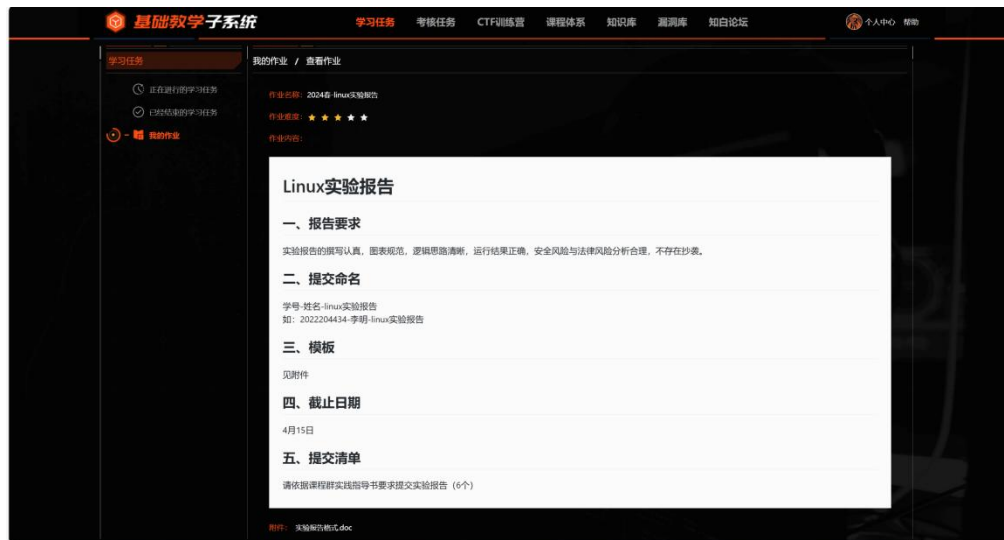 基础教学子系统
学习任务 考核任务 CTF训练营 课程体系 知识库 漏洞库 知白论坛
个人中心 帮助
学习任务
正在进行的学习任务
已经结束的学习任务
我的作业
我的作业 / 查看作业
作业名称: 2024春-linux实验报告
作业难度:
作业内容:
Linux实验报告
一、报告要求
实验报告的撰写认真，图表规范，逻辑思路清晰，运行结果正确，安全风险与法律风险分析合理，不存在抄袭。
二、提交命名
学号-姓名-linux实验报告
如：2022204434-李明-linux实验报告
三、模板
见附件
四、截止日期
4月15日
五、提交清单
请依据课程群实践指导书要求提交实验报告（6个）
附件: 实验报告格式.doc